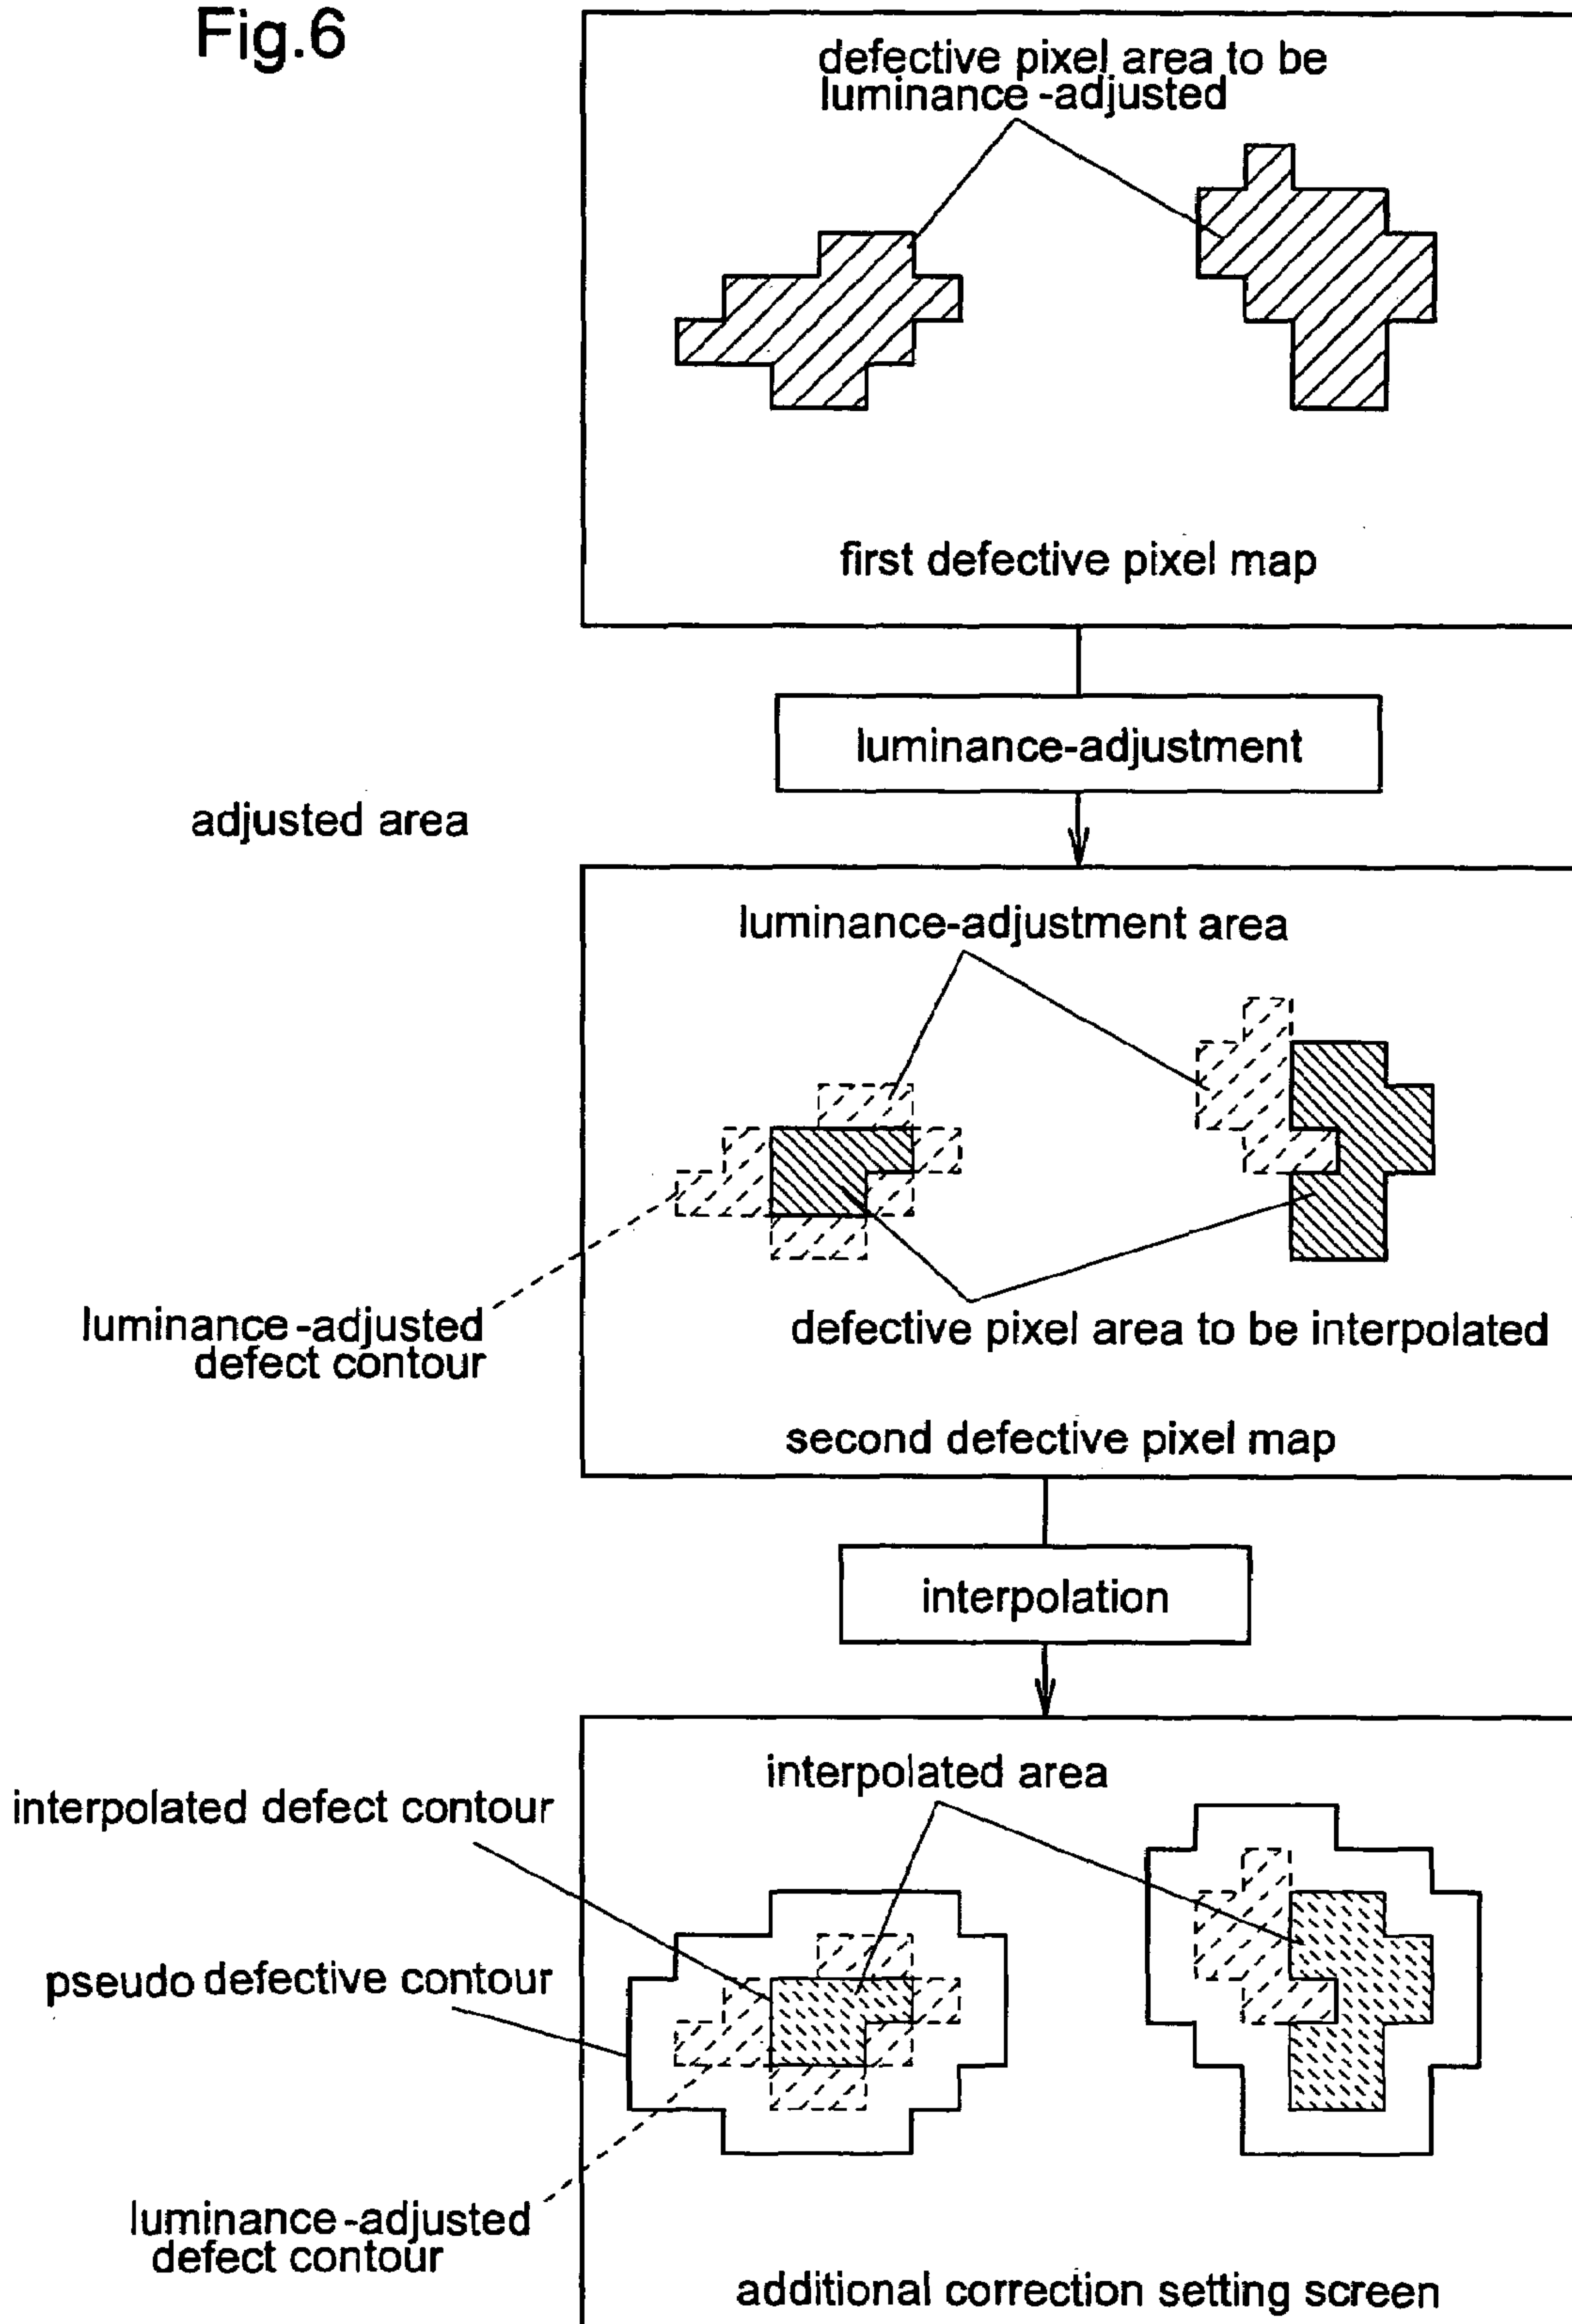 Fig.6
defective pixel area to be
luminance-adjusted
first defective pixel map
luminance-adjustment
adjusted area
luminance-adjustment area
luminance-adjusted
defect contour
defective pixel area to be interpolated
second defective pixel map
interpolation
interpolated area
interpolated defect contour
pseudo defective contour
luminance-adjusted
defect contour
additional correction setting screen